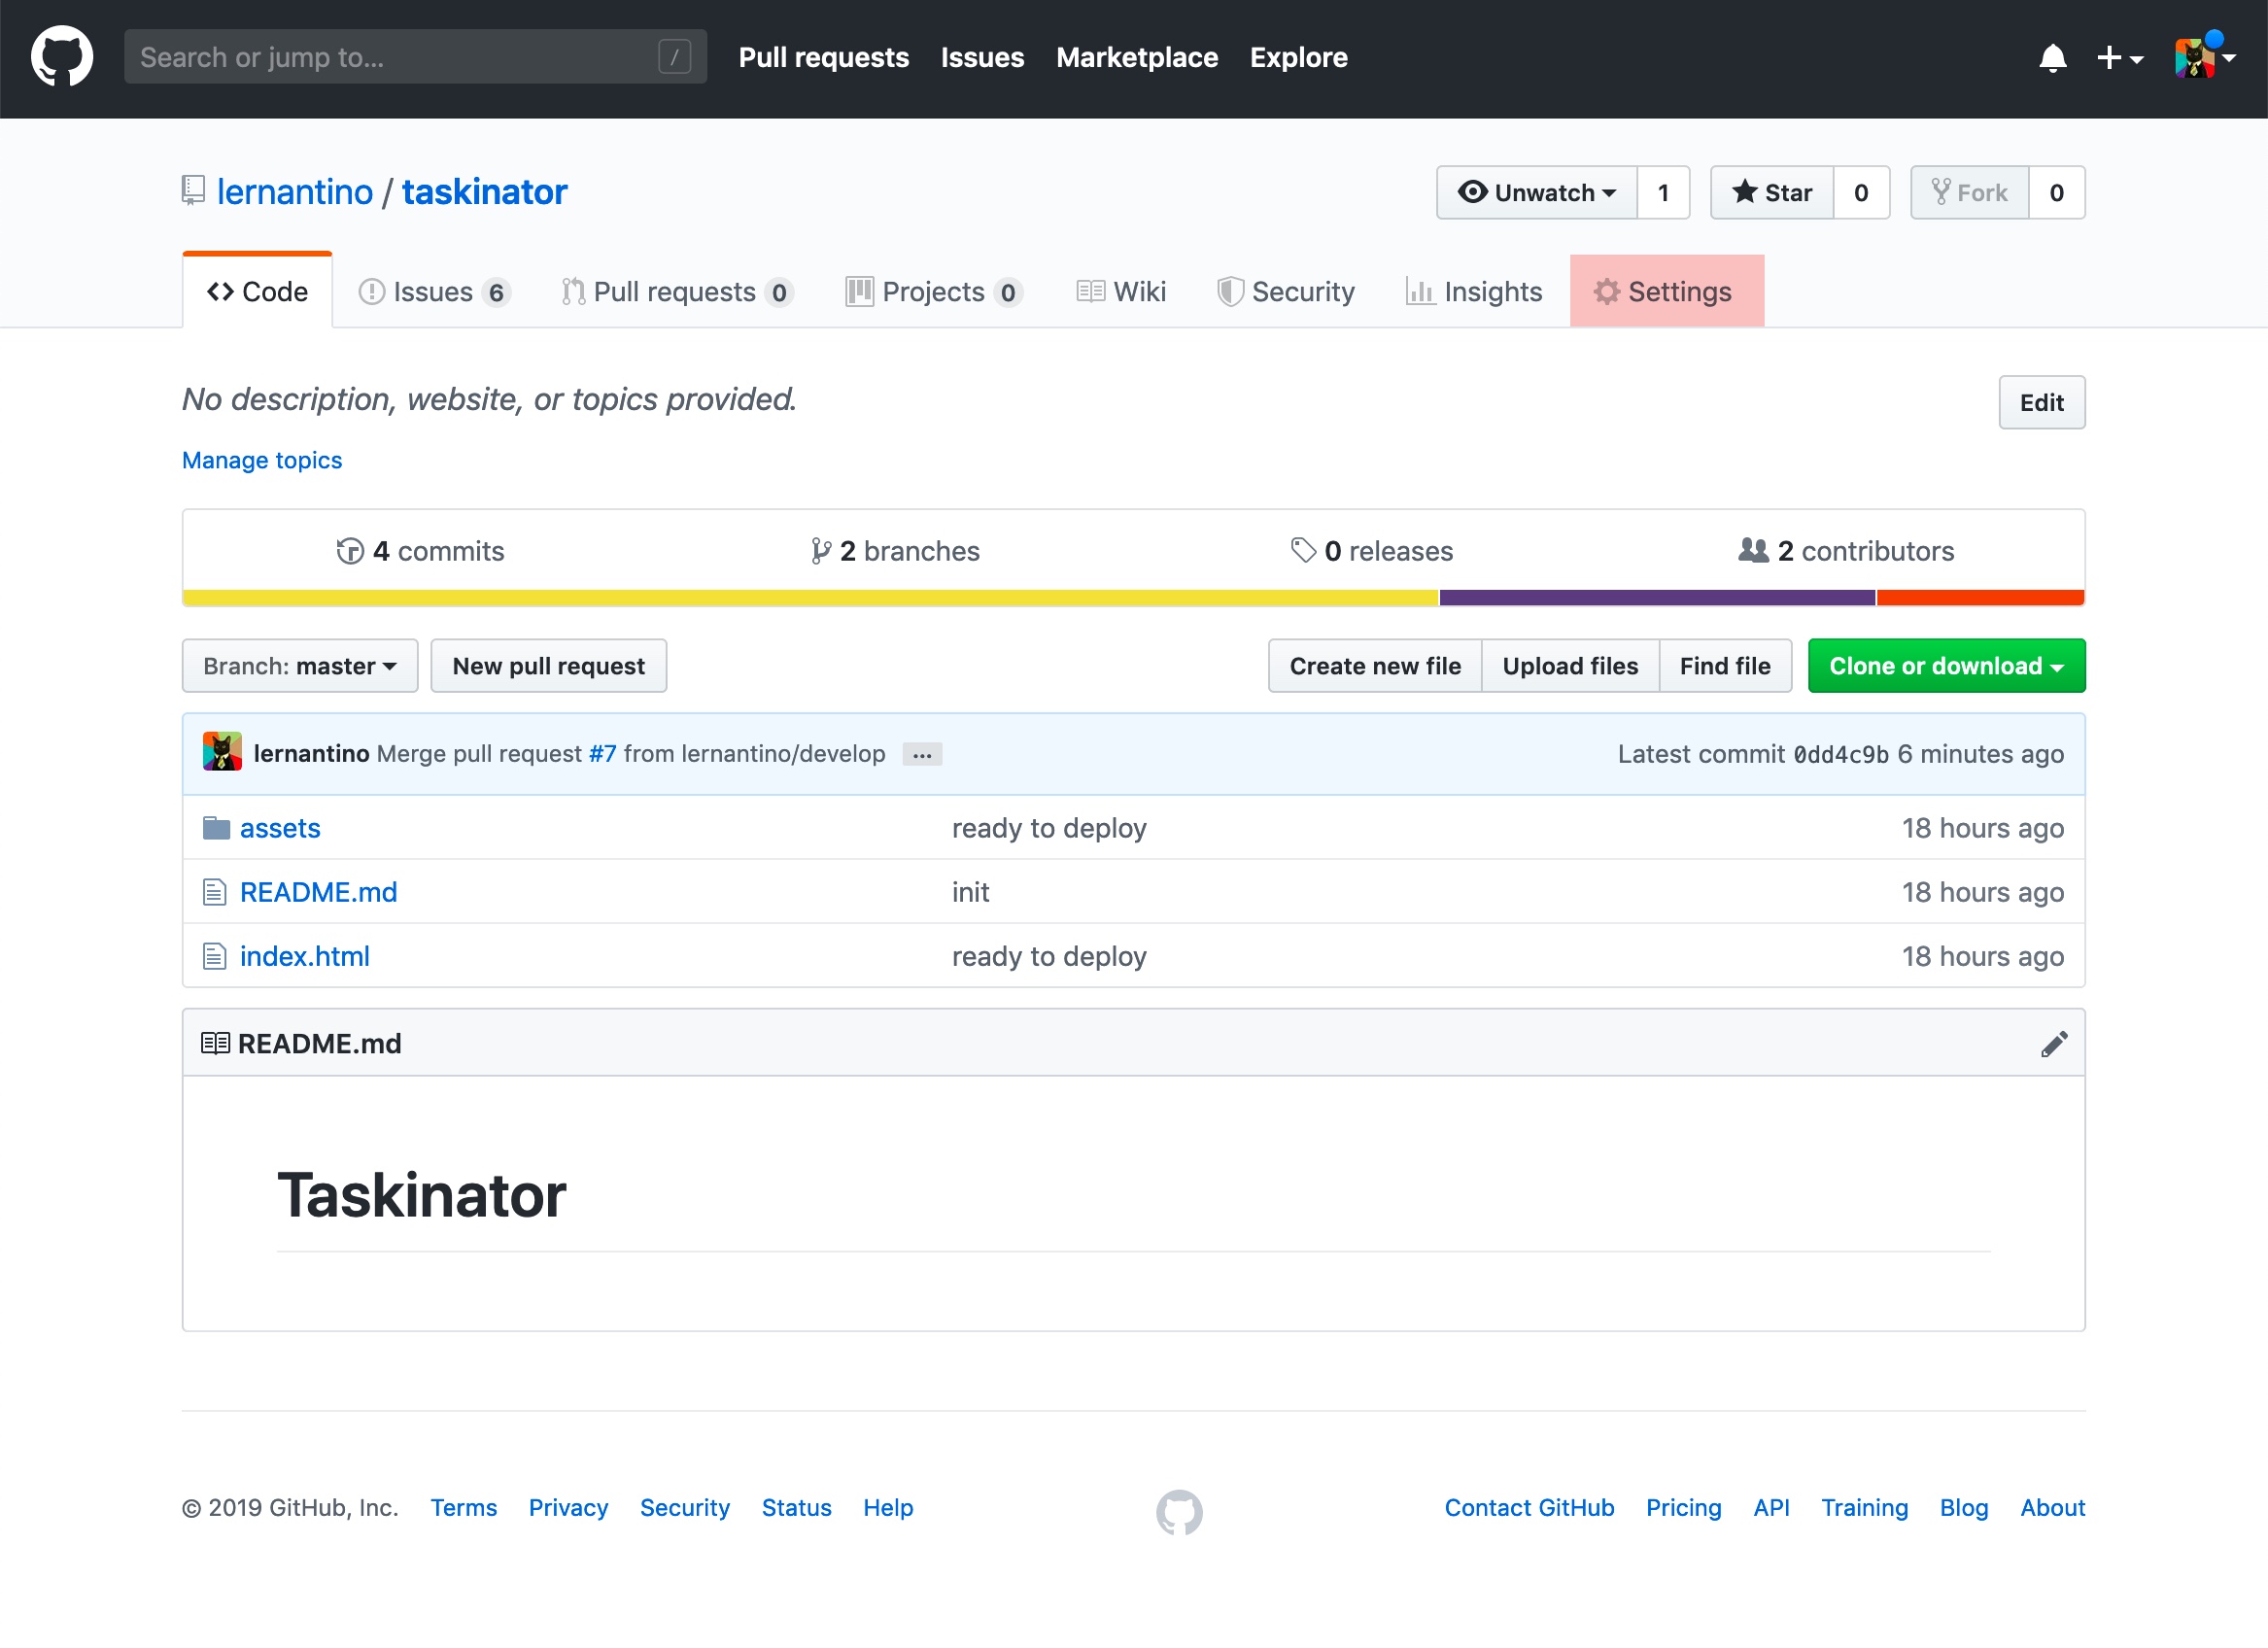 Search or jump to... / Pull requests Issues Marketplace Explore
lernantino / taskinator Unwatch 1 Star 0 Fork 0
Code Issues 6 Pull requests 0 Projects 0 Wiki Security Insights Settings
No description, website, or topics provided. Edit
Manage topics
4 commits 2 branches 0 releases 2 contributors
Branch: master New pull request Create new file Upload files Find file Clone or download
lernantino Merge pull request #7 from lernantino/develop ... Latest commit 0dd4c9b 6 minutes ago
assets ready to deploy 18 hours ago
README.md init 18 hours ago
index.html ready to deploy 18 hours ago
README.md
Taskinator
© 2019 GitHub, Inc. Terms Privacy Security Status Help Contact GitHub Pricing API Training Blog About